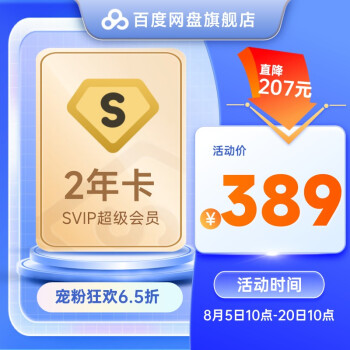 百度网盘旗舰店
S
2年卡
SVIP超级会员
宠粉狂欢6.5折
直降
207元
活动价
¥389
活动时间
8月5日10点-20日10点